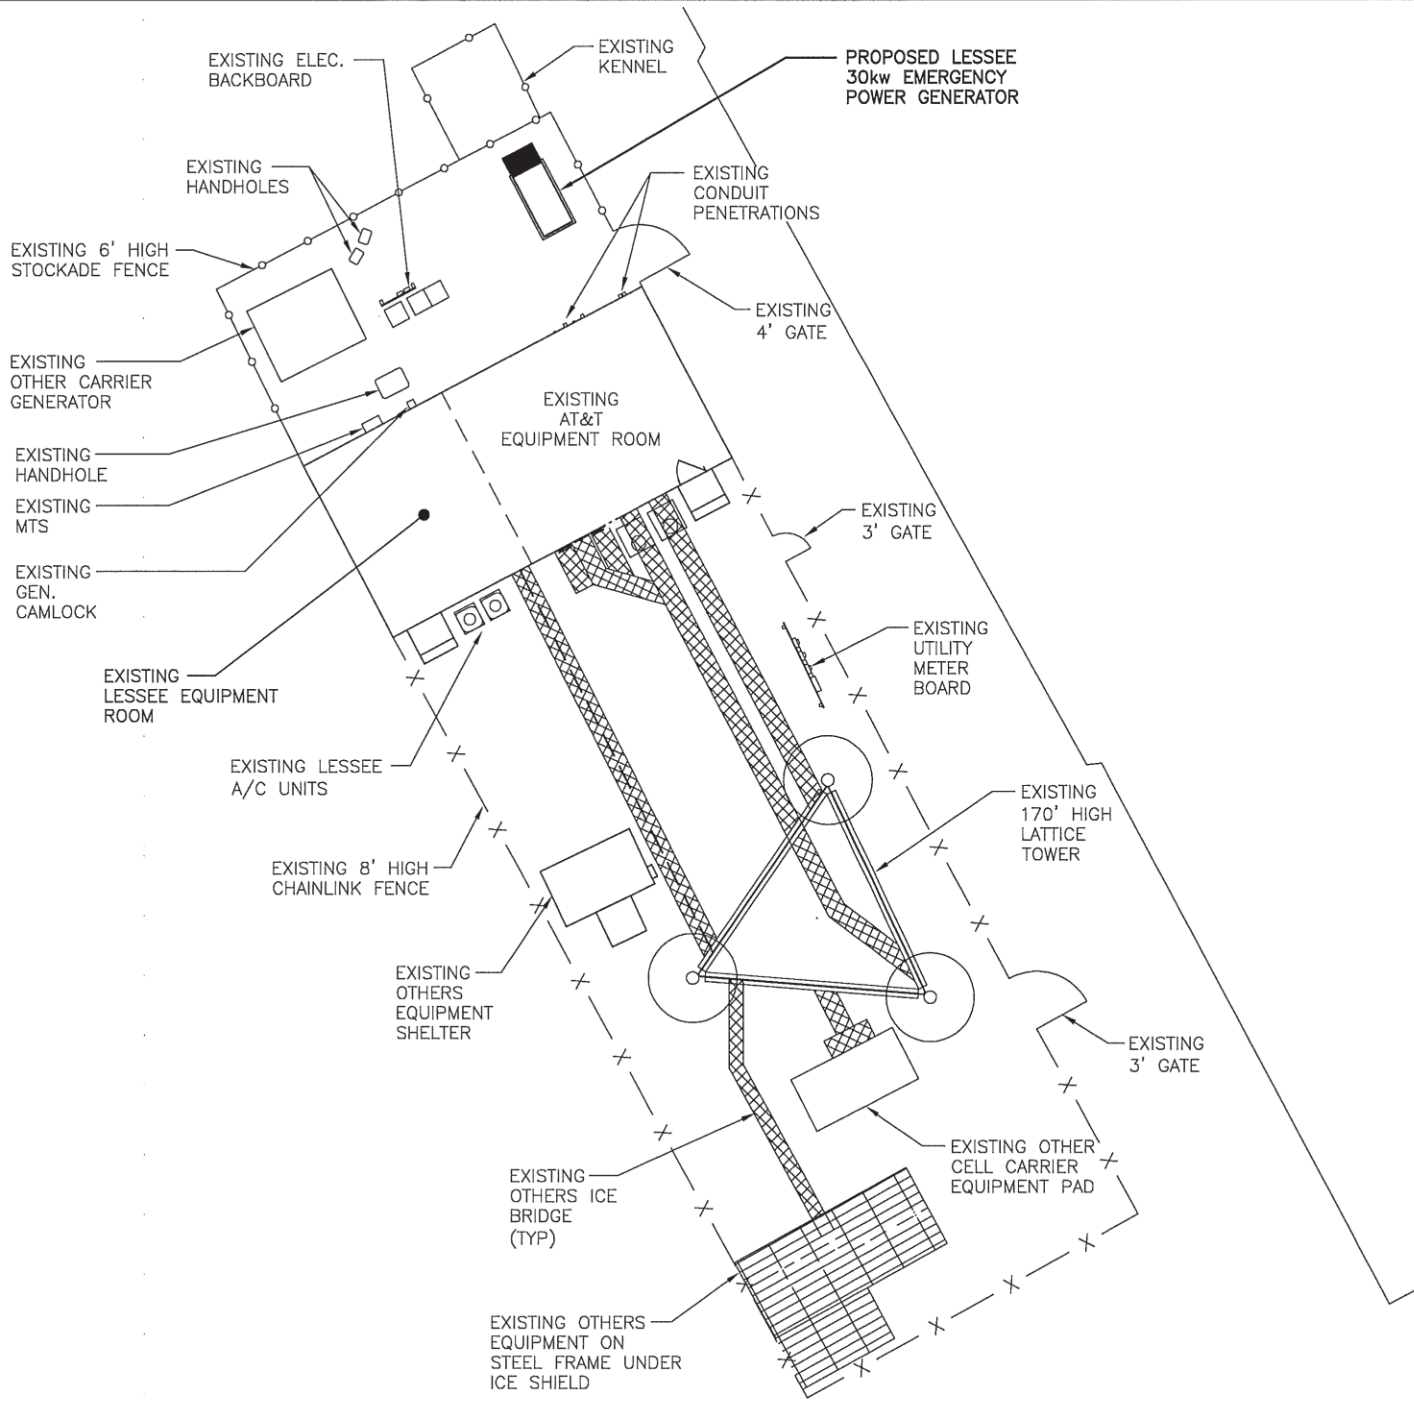 EXISTING ELEC.
BACKBOARD
EXISTING
KENNEL
PROPOSED LESSEE
30kw EMERGENCY
POWER GENERATOR
EXISTING
HANDHOLES
EXISTING
CONDUIT
PENETRATIONS
EXISTING 6' HIGH
STOCKADE FENCE
EXISTING
4' GATE
EXISTING
OTHER CARRIER
GENERATOR
EXISTING
AT&T
EQUIPMENT ROOM
EXISTING
HANDHOLE
EXISTING
MTS
EXISTING
3' GATE
EXISTING
GEN.
CAMLOCK
EXISTING
UTILITY
METER
BOARD
EXISTING
LESSEE EQUIPMENT
ROOM
EXISTING LESSEE
A/C UNITS
EXISTING
170' HIGH
LATTICE
TOWER
EXISTING 8' HIGH
CHAINLINK FENCE
EXISTING
OTHERS
EQUIPMENT
SHELTER
EXISTING
3' GATE
EXISTING OTHER
CELL CARRIER
EQUIPMENT PAD
EXISTING
OTHERS ICE
BRIDGE
(TYP)
EXISTING OTHERS
EQUIPMENT ON
STEEL FRAME UNDER
ICE SHIELD